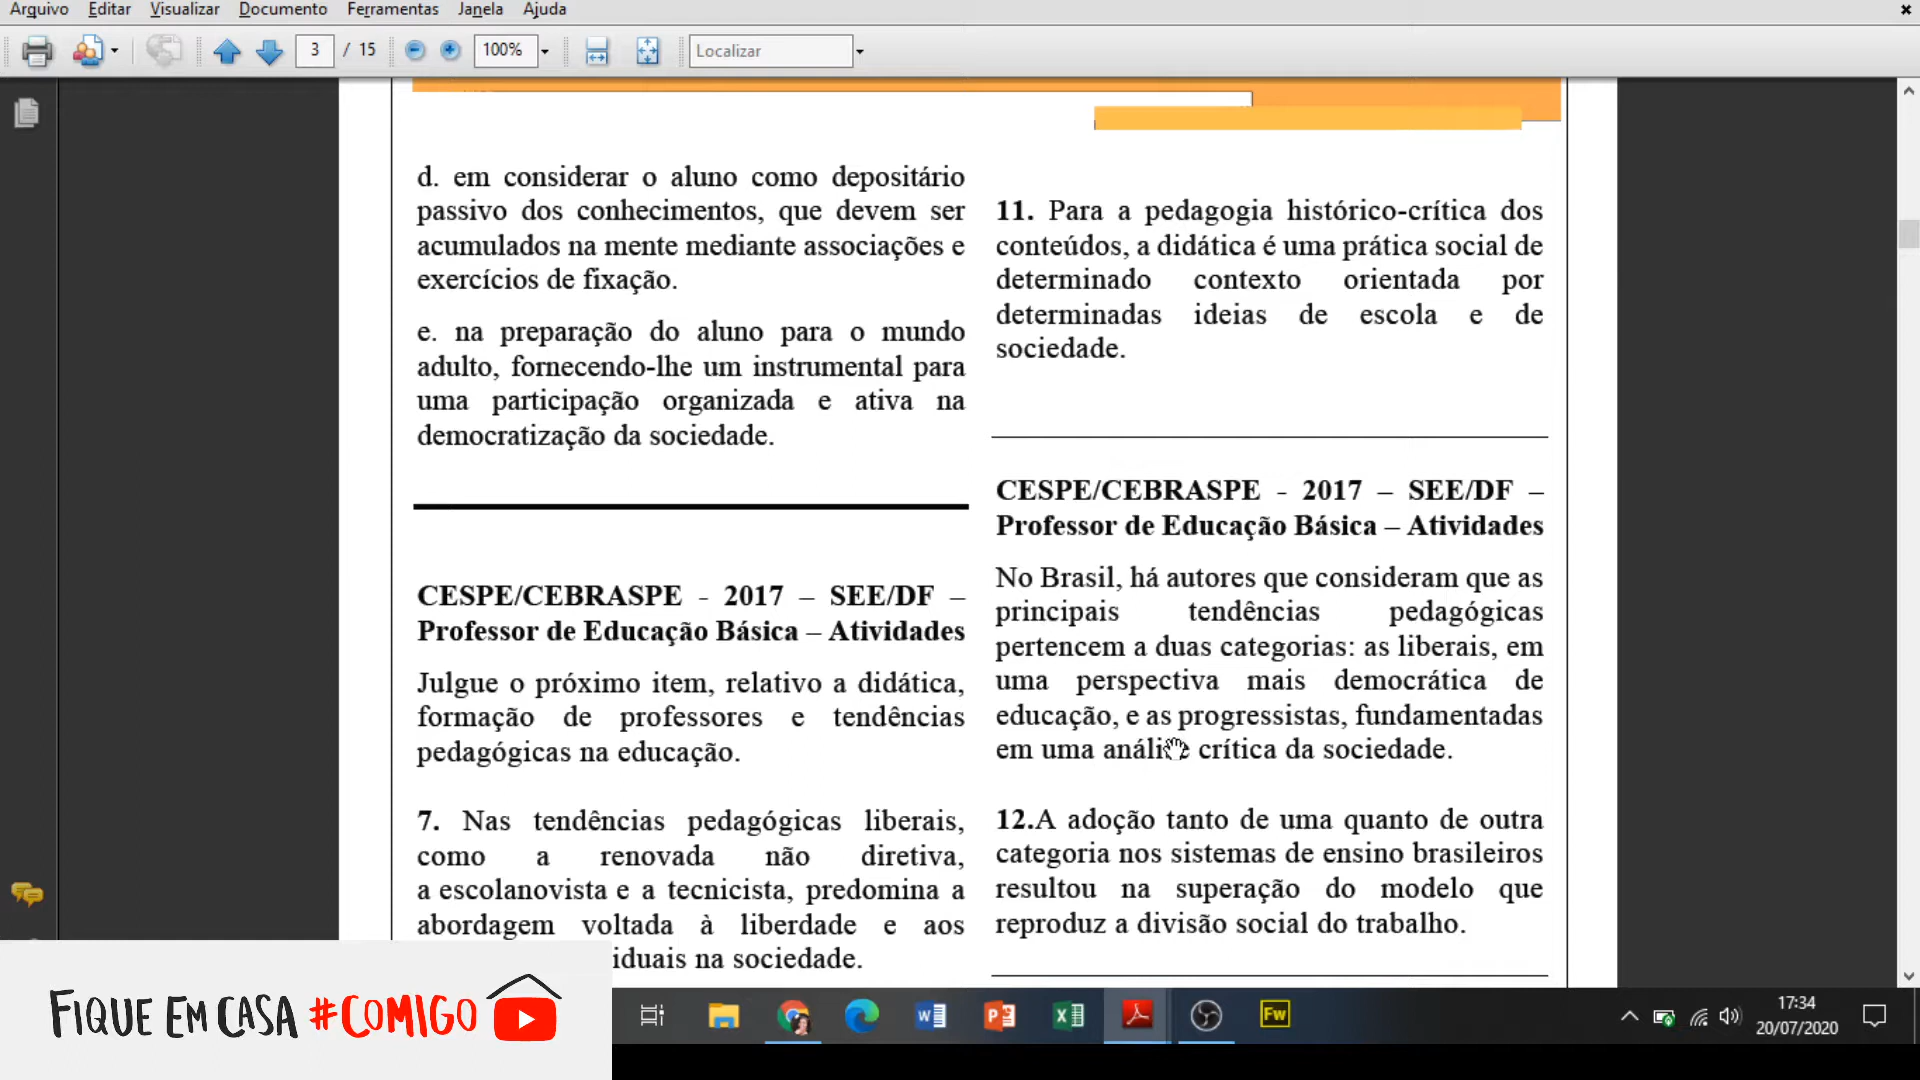 Arquivo Editar Visualizar Documento Ferramentas Janela Ajuda
3 / 15 100% Localizar
d. em considerar o aluno como depositário
passivo dos conhecimentos, que devem ser
acumulados na mente mediante associações e
exercícios de fixação.
e. na preparação do aluno para o mundo
adulto, fornecendo-lhe um instrumental para
uma participação organizada e ativa na
democratização da sociedade.
CESPE/CEBRASPE - 2017 – SEE/DF –
Professor de Educação Básica – Atividades
Julgue o próximo item, relativo a didática,
formação de professores e tendências
pedagógicas na educação.
7. Nas tendências pedagógicas liberais,
como a renovada não diretiva,
a escolanovista e a tecnicista, predomina a
abordagem voltada à liberdade e aos
iduais na sociedade.
11. Para a pedagogia histórico-crítica dos
conteúdos, a didática é uma prática social de
determinado contexto orientada por
determinadas ideias de escola e de
sociedade.
CESPE/CEBRASPE - 2017 – SEE/DF –
Professor de Educação Básica – Atividades
No Brasil, há autores que consideram que as
principais tendências pedagógicas
pertencem a duas categorias: as liberais, em
uma perspectiva mais democrática de
educação, e as progressistas, fundamentadas
em uma análise crítica da sociedade.
12.A adoção tanto de uma quanto de outra
categoria nos sistemas de ensino brasileiros
resultou na superação do modelo que
reproduz a divisão social do trabalho.
FIQUE EM CASA #COMIGO
Fw
17:34
20/07/2020